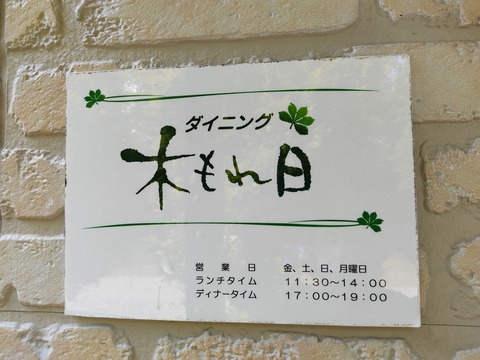 ダイニング
木もれ日
営業日 金、土、日、月曜日
ランチタイム 11:30～14:00
ディナータイム 17:00～19:00